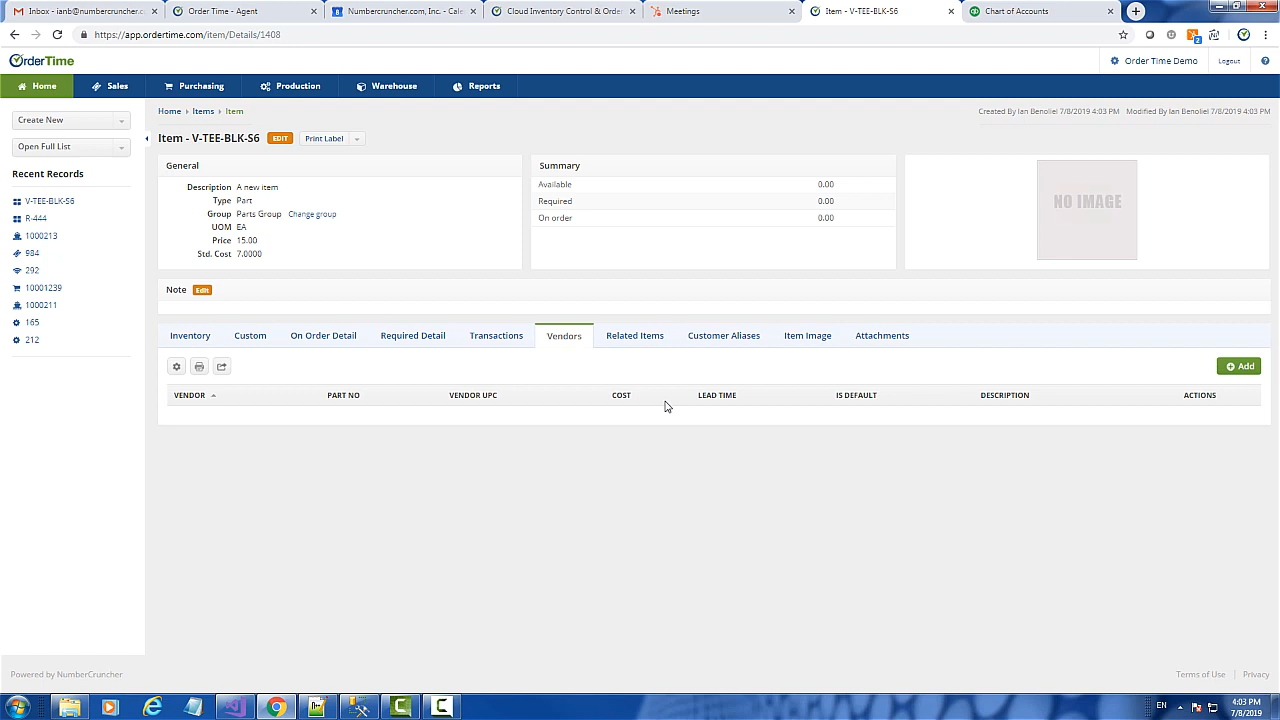 Inbox - ianb@numbercruncher.c
Order Time - Agent
Numbercruncher.com, Inc. - Cale
Cloud Inventory Control & Order
Meetings
Item - V-TEE-BLK-S6
Chart of Accounts
https://app.ordertime.com/item/Details/1408
OrderTime
Order Time Demo
Logout
Home
Sales
Purchasing
Production
Warehouse
Reports
Create New
Open Full List
Recent Records
V-TEE-BLK-S6
R-444
1000213
984
292
10001239
1000211
165
212
Home › Items › Item
Created By Ian Benoliel 7/8/2019 4:03 PM Modified By Ian Benoliel 7/8/2019 4:03 PM
Item - V-TEE-BLK-S6 EDIT Print Label
General
Description A new item
Type Part
Group Parts Group Change group
UOM EA
Price 15.00
Std. Cost 7.0000
Summary
Available 0.00
Required 0.00
On order 0.00
NO IMAGE
Note Edit
Inventory Custom On Order Detail Required Detail Transactions Vendors Related Items Customer Aliases Item Image Attachments
Add
VENDOR PART NO VENDOR UPC COST LEAD TIME IS DEFAULT DESCRIPTION ACTIONS
Powered by NumberCruncher
Terms of Use | Privacy
EN
4:03 PM
7/8/2019